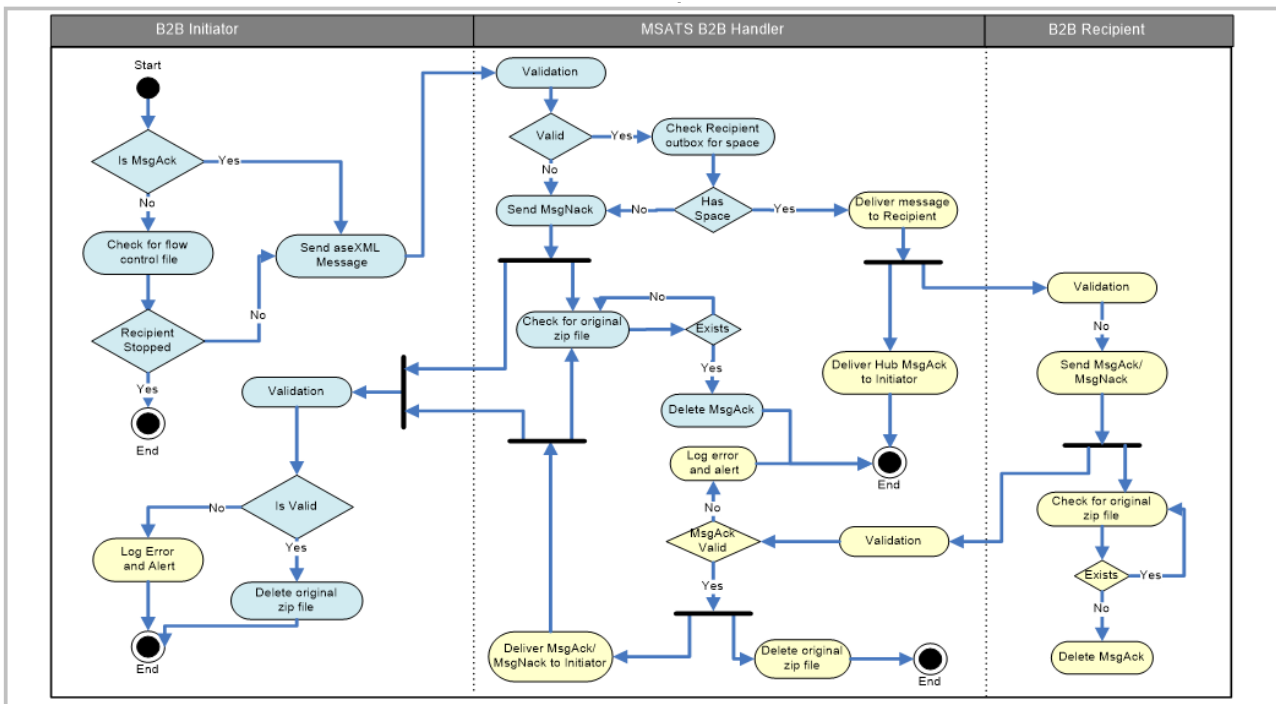 B2B Initiator
MSATS B2B Handler
B2B Recipient
Start
Is MsgAck
Yes
No
Check for flow
control file
Send aseXML
Message
No
Recipient
Stopped
Yes
End
Validation
Is Valid
No
Yes
Log Error
and Alert
Delete original
zip file
End
Validation
Valid
Yes
Check Recipient
outbox for space
No
Send MsgNack
No
Has
Space
Yes
Deliver message
to Recipient
No
Check for original
zip file
Exists
Yes
Delete MsgAck
Deliver Hub MsgAck
to Initiator
Log error
and alert
End
No
MsgAck
Valid
Validation
Yes
Deliver MsgAck/
MsgNack to Initiator
Delete original
zip file
End
Validation
No
Send MsgAck/
MsgNack
Check for original
zip file
Exists
Yes
No
Delete MsgAck